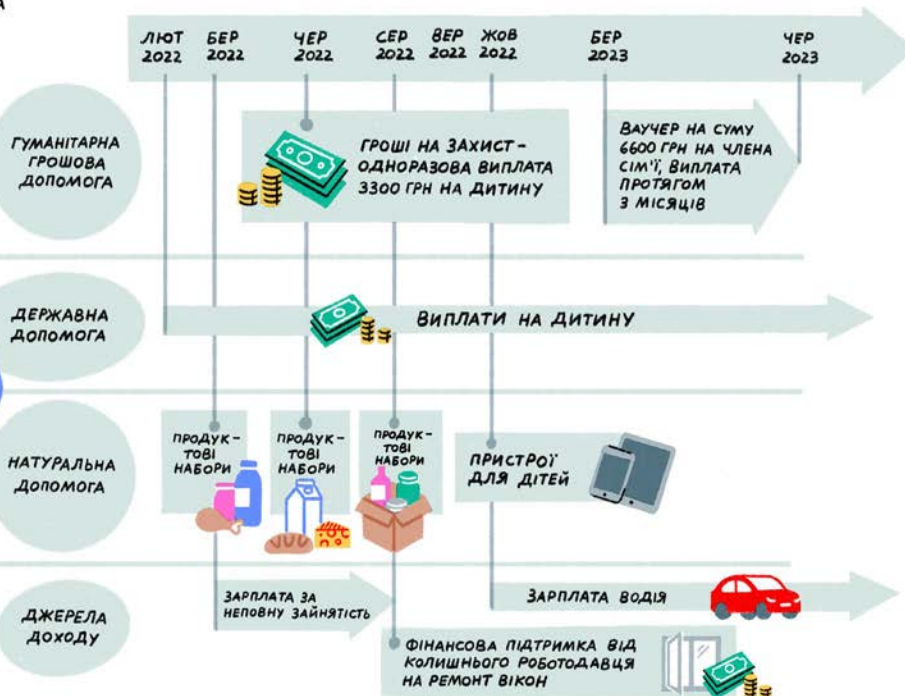 А
ЛЮТ
2022
БЕР
2022
ЧЕР
2022
СЕР
2022
ВЕР
2022
ЖОВ
2022
БЕР
2023
ЧЕР
2023
ГУМАНІТАРНА
ГРОШОВА
ДОПОМОГА
ГРОШІ НА ЗАХИСТ –
ОДНОРАЗОВА ВИПЛАТА
3300 ГРН НА ДИТИНУ
ВАУЧЕР НА СУМУ
6600 ГРН НА ЧЛЕНА
СІМ'Ї, ВИПЛАТА
ПРОТЯГОМ
3 МІСЯЦІВ
ДЕРЖАВНА
ДОПОМОГА
ВИПЛАТИ НА ДИТИНУ
НАТУРАЛЬНА
ДОПОМОГА
ПРОДУК-
ТОВІ
НАБОРИ
ПРОДУК-
ТОВІ
НАБОРИ
ПРОДУК-
ТОВІ
НАБОРИ
ПРИСТРОЇ
ДЛЯ ДІТЕЙ
ДЖЕРЕЛА
ДОХОДУ
ЗАРПЛАТА ЗА
НЕПОВНУ ЗАЙНЯТІСТЬ
ЗАРПЛАТА ВОДІЯ
ФІНАНСОВА ПІДТРИМКА ВІД
КОЛИШНЬОГО РОБОТОДАВЦЯ
НА РЕМОНТ ВІКОН